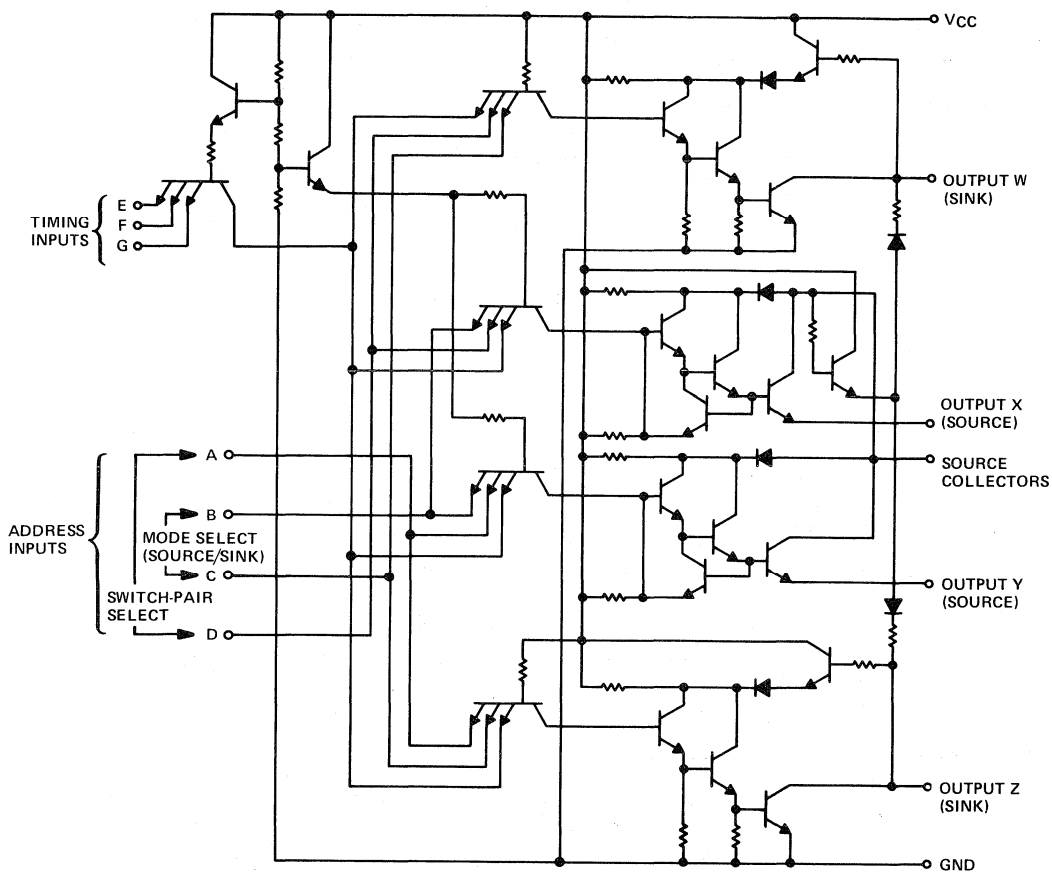 VCC
OUTPUT W
(SINK)
E
F
G
TIMING
INPUTS
OUTPUT X
(SOURCE)
SOURCE
COLLECTORS
A
B
MODE SELECT
(SOURCE/SINK)
C
ADDRESS
INPUTS
SWITCH-PAIR
SELECT
D
OUTPUT Y
(SOURCE)
OUTPUT Z
(SINK)
GND